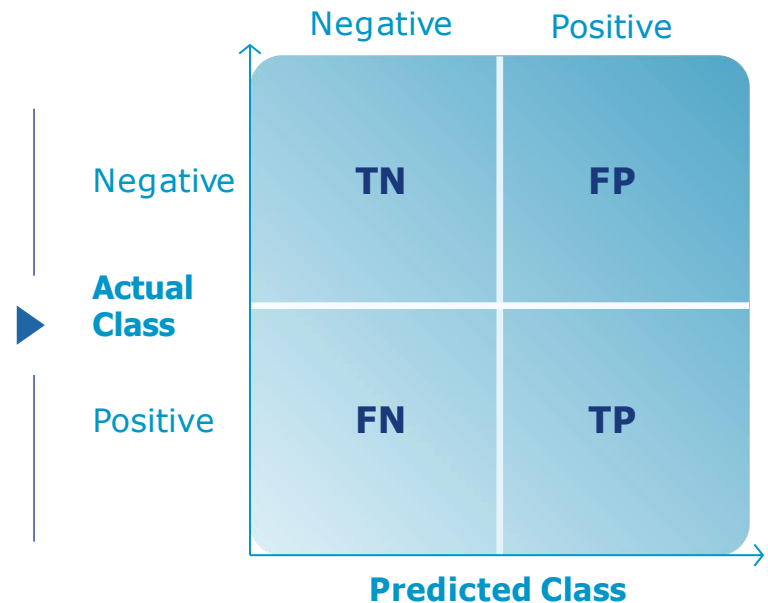 Negative Positive
Negative TN FP
Actual
Class
Positive FN TP
Predicted Class